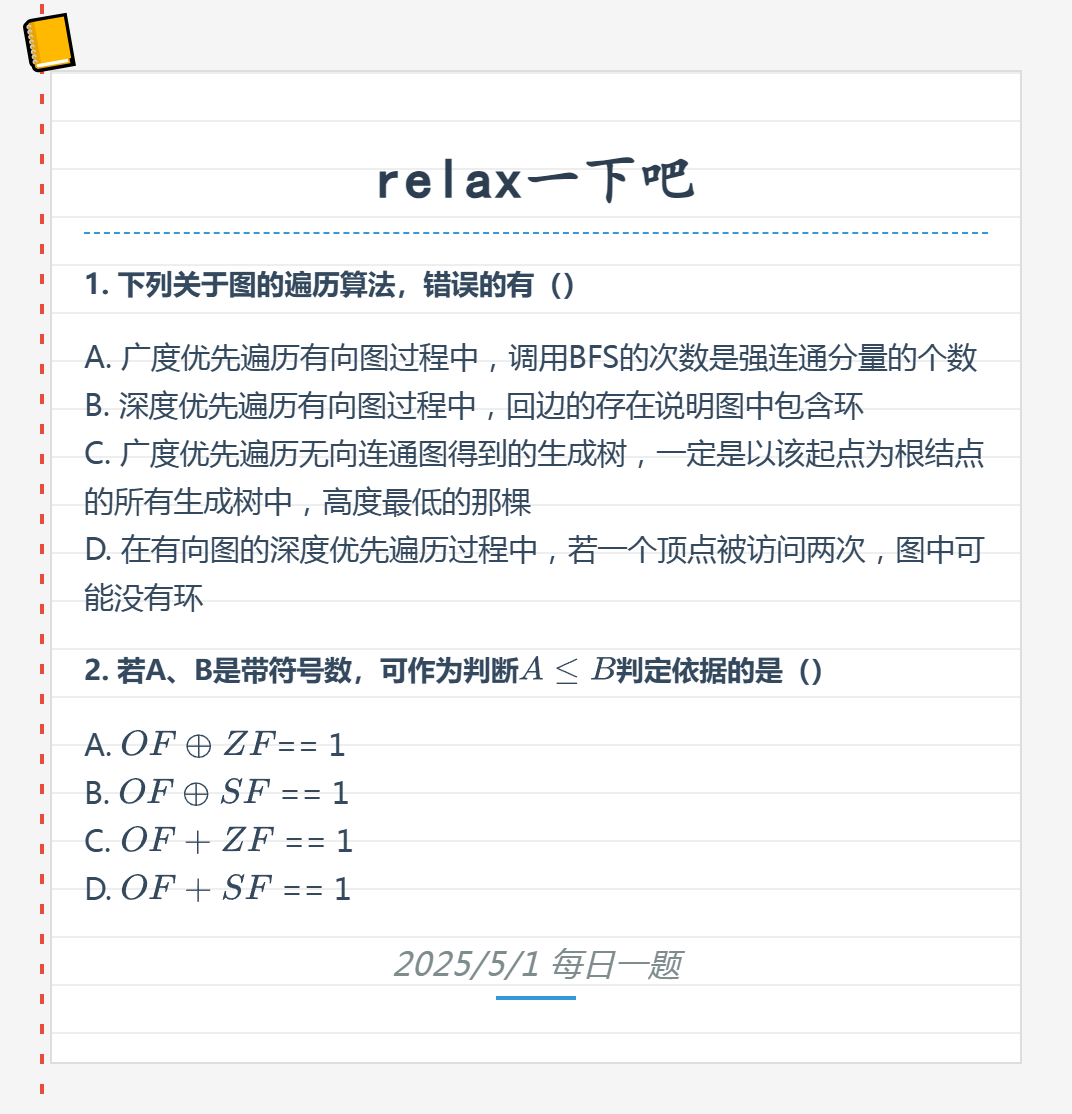 relax一下吧
1. 下列关于图的遍历算法，错误的有（）
A. 广度优先遍历有向图过程中，调用BFS的次数是强连通分量的个数
B. 深度优先遍历有向图过程中，回边的存在说明图中包含环
C. 广度优先遍历无向连通图得到的生成树，一定是以该起点为根结点
的所有生成树中，高度最低的那棵
D. 在有向图的深度优先遍历过程中，若一个顶点被访问两次，图中可
能没有环
2. 若A、B是带符号数，可作为判断A ≤ B判定依据的是（）
A. OF ⊕ ZF== 1
B. OF ⊕ SF == 1
C. OF + ZF == 1
D. OF + SF == 1
2025/5/1 每日一题